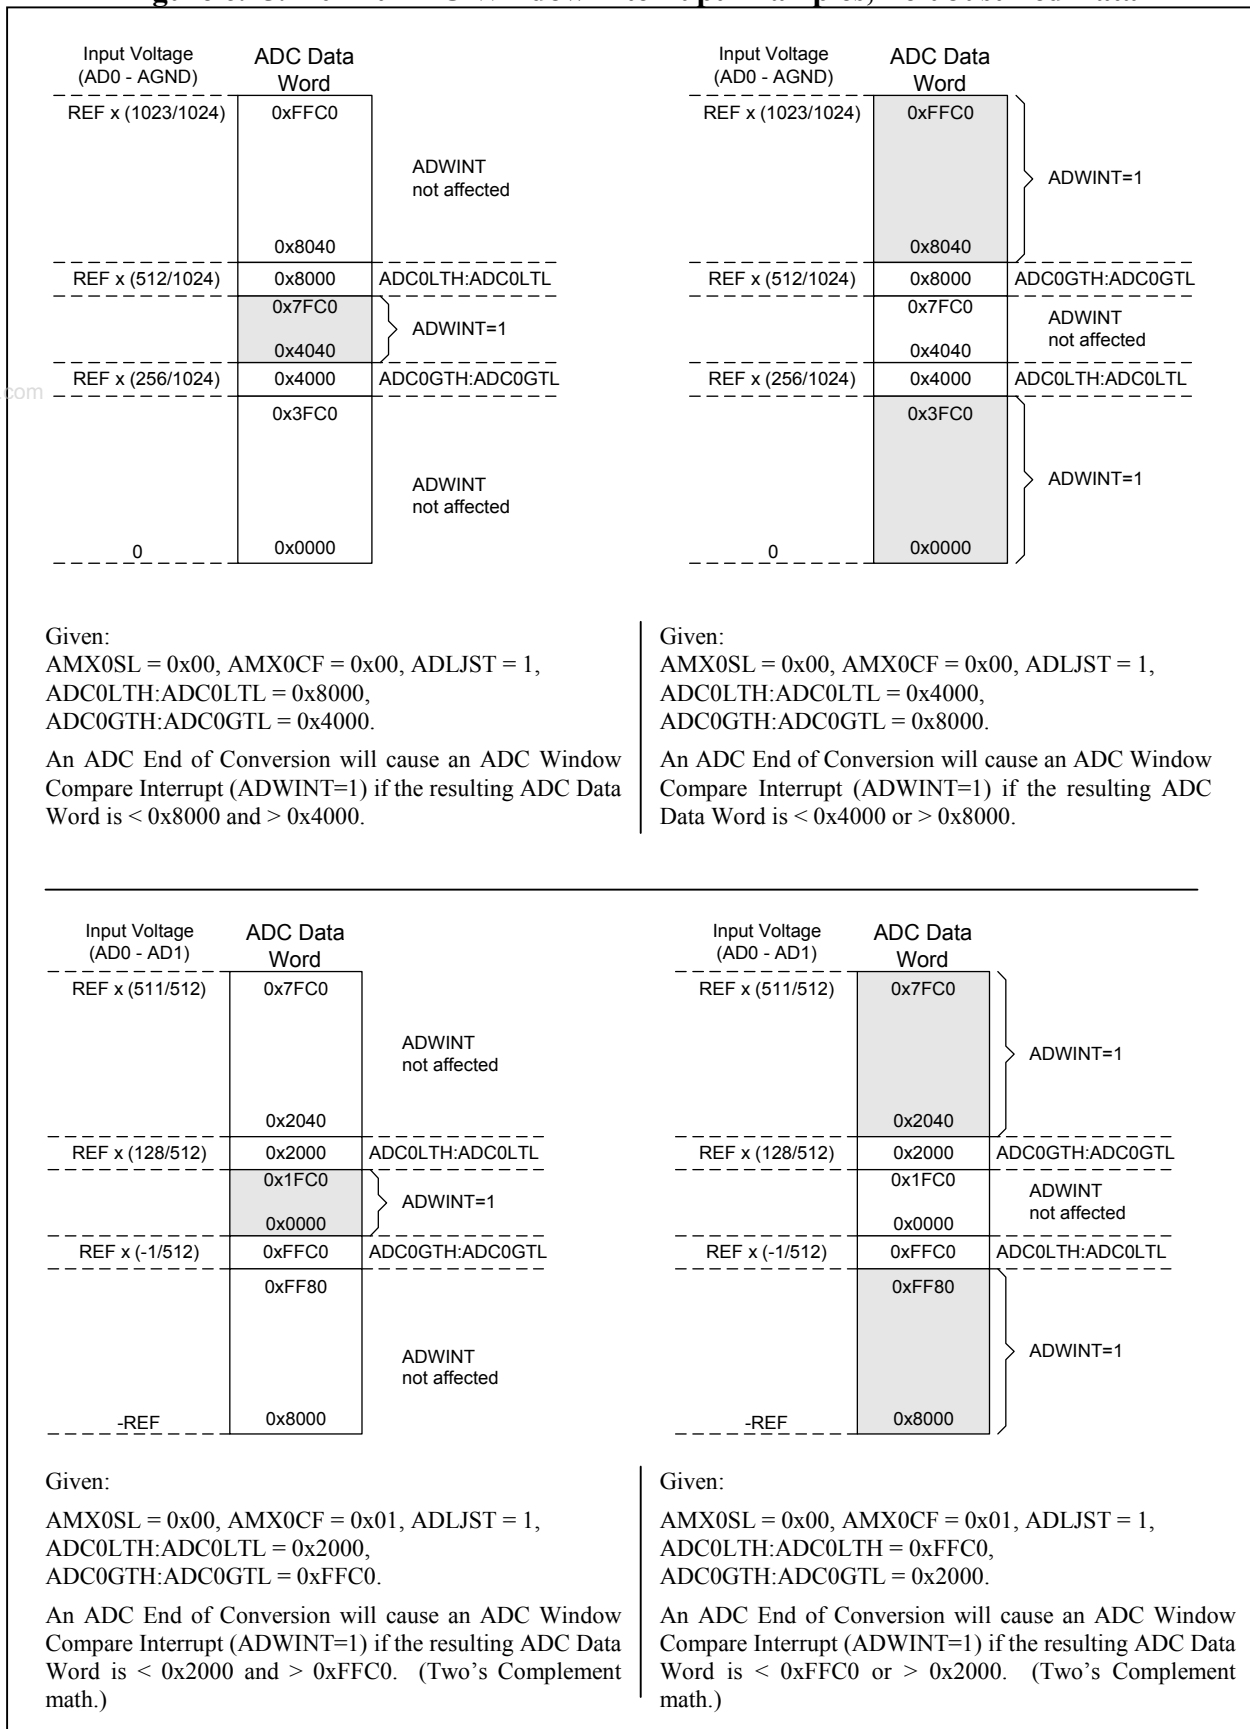 Input Voltage
(AD0 - AGND)
ADC Data
Word
REF x (1023/1024)
0xFFC0
ADWINT
not affected
0x8040
REF x (512/1024)
0x8000
ADC0LTH:ADC0LTL
0x7FC0
ADWINT=1
0x4040
REF x (256/1024)
0x4000
ADC0GTH:ADC0GTL
0x3FC0
ADWINT
not affected
0
0x0000
Input Voltage
(AD0 - AGND)
ADC Data
Word
REF x (1023/1024)
0xFFC0
ADWINT=1
0x8040
REF x (512/1024)
0x8000
ADC0GTH:ADC0GTL
0x7FC0
ADWINT
not affected
0x4040
REF x (256/1024)
0x4000
ADC0LTH:ADC0LTL
0x3FC0
ADWINT=1
0
0x0000
.com
Given:
AMX0SL = 0x00, AMX0CF = 0x00, ADLJST = 1,
ADC0LTH:ADC0LTL = 0x8000,
ADC0GTH:ADC0GTL = 0x4000.
An ADC End of Conversion will cause an ADC Window
Compare Interrupt (ADWINT=1) if the resulting ADC Data
Word is < 0x8000 and > 0x4000.
Given:
AMX0SL = 0x00, AMX0CF = 0x00, ADLJST = 1,
ADC0LTH:ADC0LTL = 0x4000,
ADC0GTH:ADC0GTL = 0x8000.
An ADC End of Conversion will cause an ADC Window
Compare Interrupt (ADWINT=1) if the resulting ADC
Data Word is < 0x4000 or > 0x8000.
Input Voltage
(AD0 - AD1)
ADC Data
Word
REF x (511/512)
0x7FC0
ADWINT
not affected
0x2040
REF x (128/512)
0x2000
ADC0LTH:ADC0LTL
0x1FC0
ADWINT=1
0x0000
REF x (-1/512)
0xFFC0
ADC0GTH:ADC0GTL
0xFF80
ADWINT
not affected
-REF
0x8000
Input Voltage
(AD0 - AD1)
ADC Data
Word
REF x (511/512)
0x7FC0
ADWINT=1
0x2040
REF x (128/512)
0x2000
ADC0GTH:ADC0GTL
0x1FC0
ADWINT
not affected
0x0000
REF x (-1/512)
0xFFC0
ADC0LTH:ADC0LTL
0xFF80
ADWINT=1
-REF
0x8000
Given:
AMX0SL = 0x00, AMX0CF = 0x01, ADLJST = 1,
ADC0LTH:ADC0LTL = 0x2000,
ADC0GTH:ADC0GTL = 0xFFC0.
An ADC End of Conversion will cause an ADC Window
Compare Interrupt (ADWINT=1) if the resulting ADC Data
Word is < 0x2000 and > 0xFFC0. (Two's Complement
math.)
Given:
AMX0SL = 0x00, AMX0CF = 0x01, ADLJST = 1,
ADC0LTH:ADC0LTH = 0xFFC0,
ADC0GTH:ADC0GTL = 0x2000.
An ADC End of Conversion will cause an ADC Window
Compare Interrupt (ADWINT=1) if the resulting ADC Data
Word is < 0xFFC0 or > 0x2000. (Two's Complement
math.)